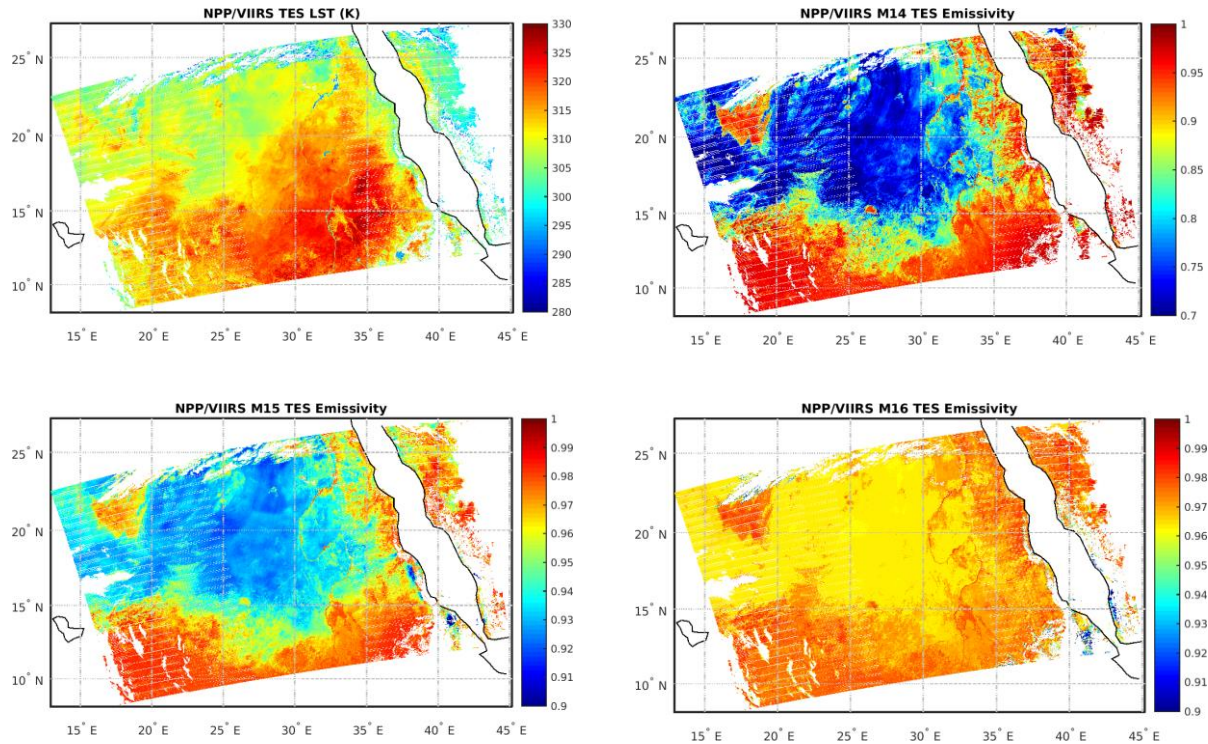 NPP/VIIRS TES LST (K)
330
325
320
315
310
305
300
295
290
285
280
25° N
20° N
15° N
10° N
15° E
20° E
25° E
30° E
35° E
40° E
45° E
NPP/VIIRS M14 TES Emissivity
1
0.95
0.9
0.85
0.8
0.75
0.7
25° N
20° N
15° N
10° N
15° E
20° E
25° E
30° E
35° E
40° E
45° E
NPP/VIIRS M15 TES Emissivity
1
0.99
0.98
0.97
0.96
0.95
0.94
0.93
0.92
0.91
0.9
25° N
20° N
15° N
10° N
15° E
20° E
25° E
30° E
35° E
40° E
45° E
NPP/VIIRS M16 TES Emissivity
1
0.99
0.98
0.97
0.96
0.95
0.94
0.93
0.92
0.91
0.9
25° N
20° N
15° N
10° N
15° E
20° E
25° E
30° E
35° E
40° E
45° E